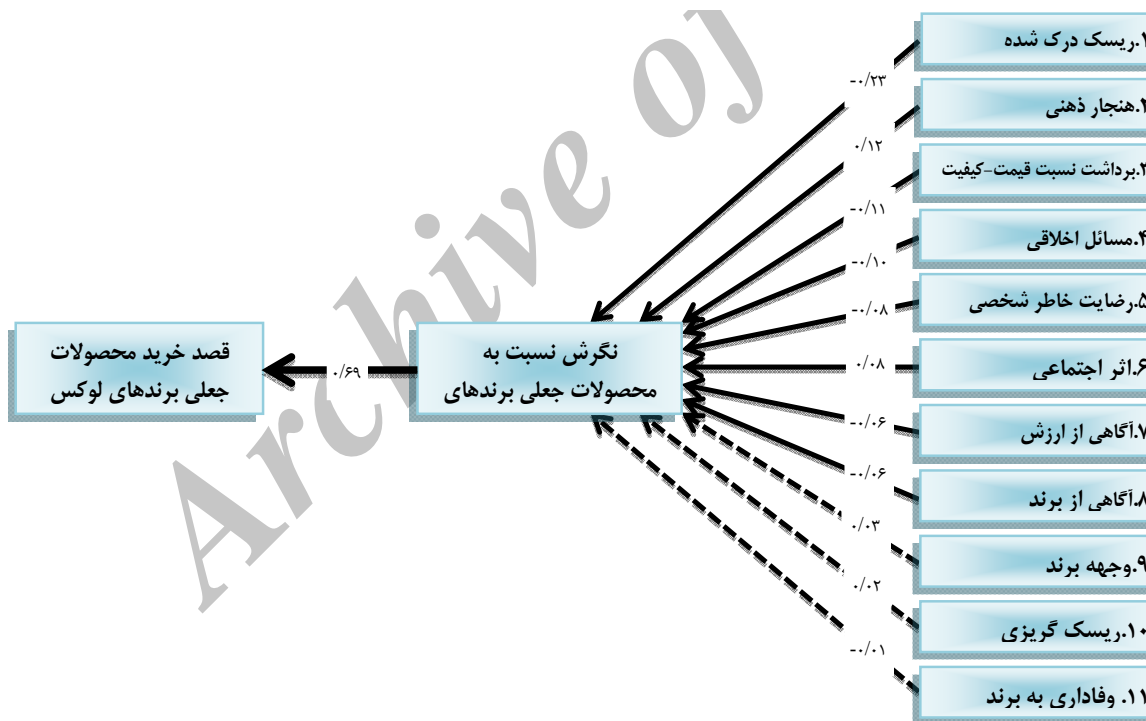 ۱.ریسک درک شده
-۰/۲۳
۲.هنجار ذهنی
۰/۱۲
۳.برداشت نسبت قیمت-کیفیت
-۰/۱۱
۴.مسائل اخلاقی
-۰/۱۰
۵.رضایت خاطر شخصی
-۰/۰۸
۶.اثر اجتماعی
۰/۰۸
۷.آگاهی از ارزش
-۰/۰۶
۸.آگاهی از برند
-۰/۰۶
۹.وجهه برند
۰/۰۳
۱۰.ریسک گریزی
۰/۰۲
۱۱. وفاداری به برند
-۰/۰۱
نگرش نسبت به
محصولات جعلی برندهای
۰/۶۹
قصد خرید محصولات
جعلی برندهای لوکس
Archive of